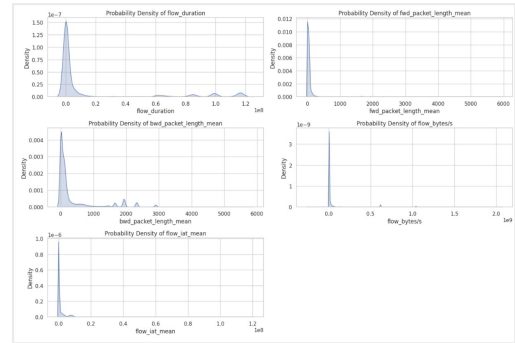 Probability Density of flow_duration
1e-7
1.50
1.25
1.00
0.75
0.50
0.25
0.00
Density
0.0 0.2 0.4 0.6 0.8 1.0 1.2
1e8
flow_duration
Probability Density of fwd_packet_length_mean
0.012
0.010
0.008
0.006
0.004
0.002
0.000
Density
0 1000 2000 3000 4000 5000 6000
fwd_packet_length_mean
Probability Density of bwd_packet_length_mean
0.004
0.003
0.002
0.001
0.000
Density
0 1000 2000 3000 4000 5000 6000
bwd_packet_length_mean
Probability Density of flow_bytes/s
1e-9
3
2
1
0
Density
0.0 0.5 1.0 1.5 2.0
1e9
flow_bytes/s
Probability Density of flow_iat_mean
1e-6
1.0
0.8
0.6
0.4
0.2
0.0
Density
0.0 0.2 0.4 0.6 0.8 1.0 1.2
1e8
flow_iat_mean